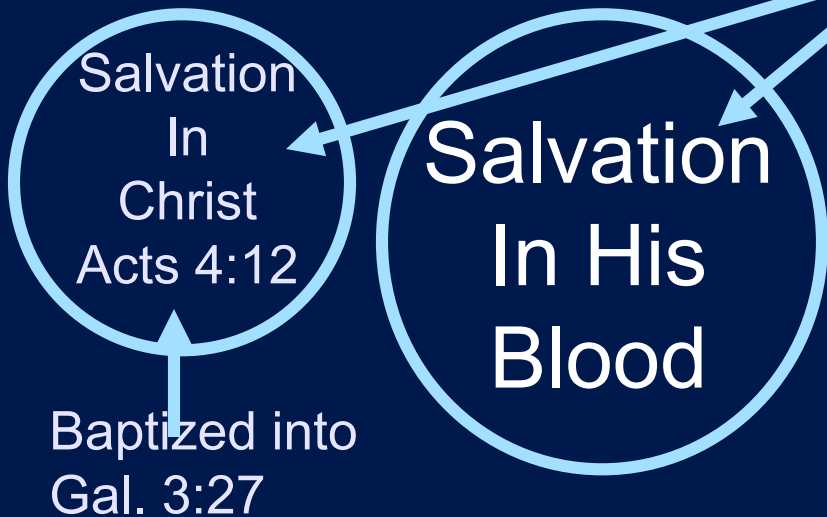 Salvation
In
Christ
Acts 4:12
Salvation
In His
Blood
Baptized into
Gal. 3:27